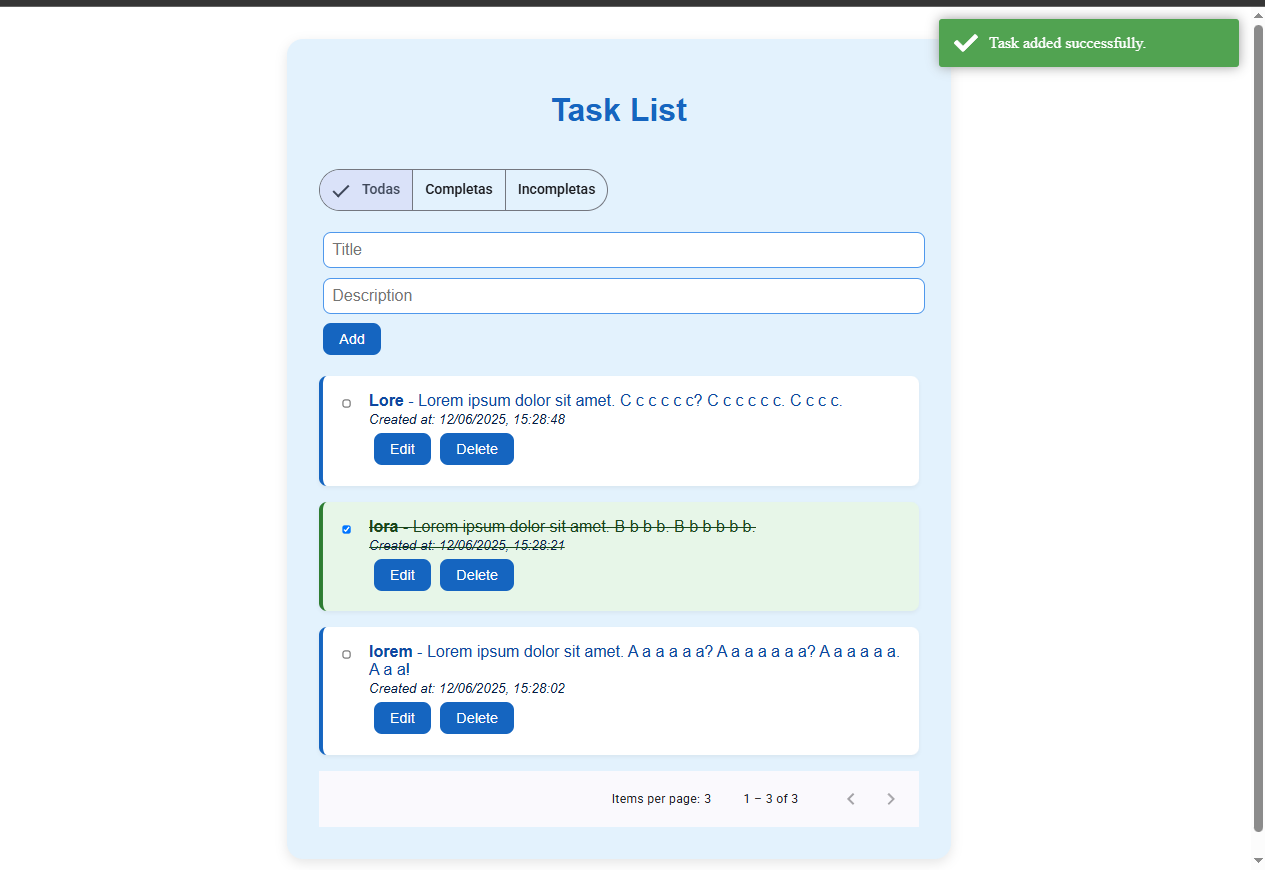 Task added successfully.
Task List
Todas Completas Incompletas
Title
Description
Add
Lore - Lorem ipsum dolor sit amet. C c c c c c? C c c c c c. C c c c.
Created at: 12/06/2025, 15:28:48
Edit Delete
lora - Lorem ipsum dolor sit amet. B b b b. B b b b b b.
Created at: 12/06/2025, 15:28:21
Edit Delete
lorem - Lorem ipsum dolor sit amet. A a a a a a? A a a a a a a? A a a a a a.
A a a!
Created at: 12/06/2025, 15:28:02
Edit Delete
Items per page: 3 1 – 3 of 3